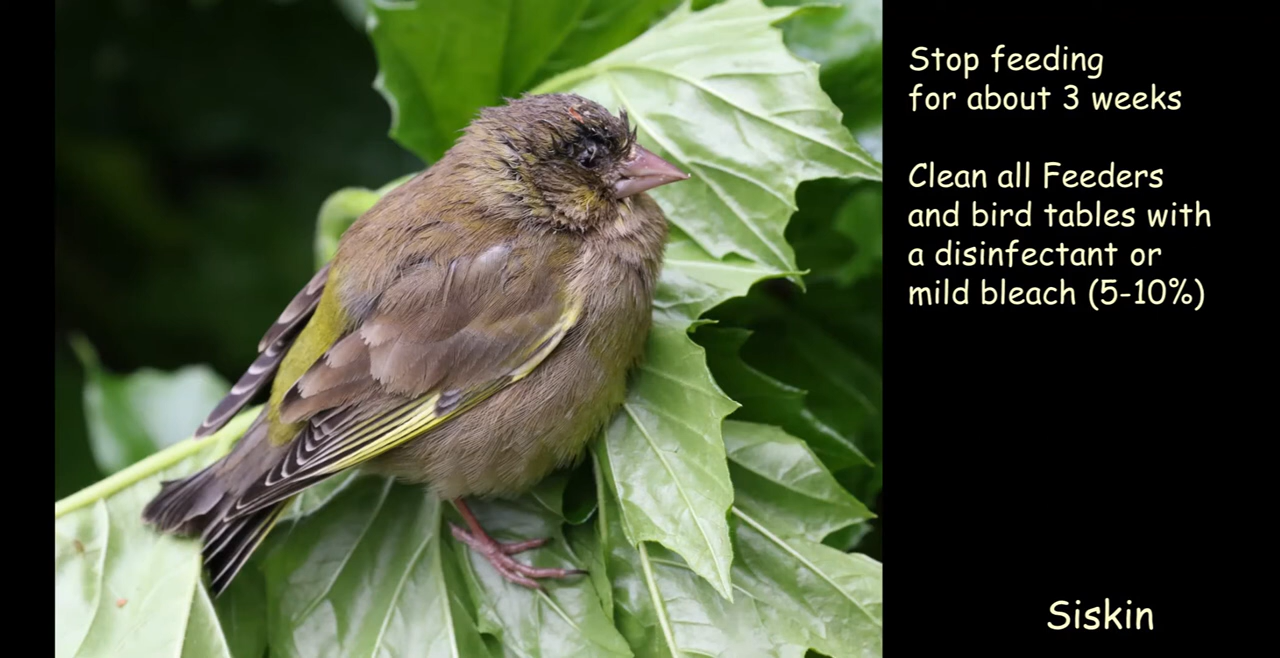 Stop feeding
for about 3 weeks
Clean all Feeders
and bird tables with
a disinfectant or
mild bleach (5-10%)
Siskin